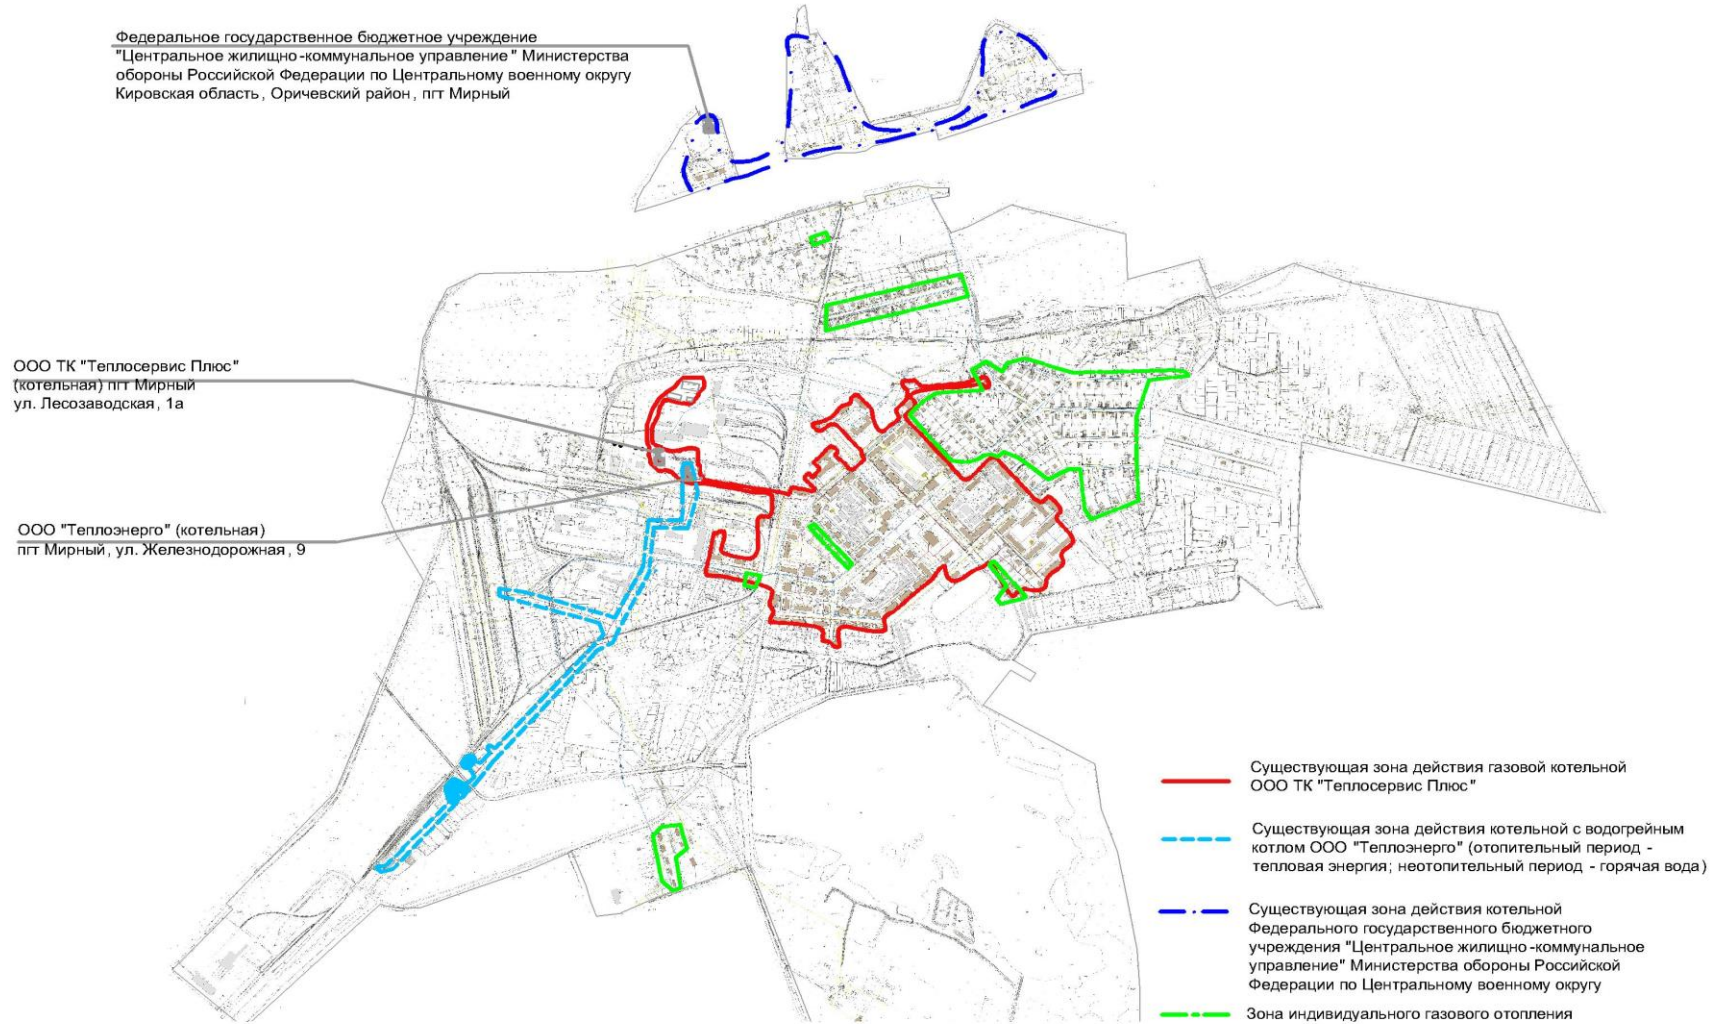 Федеральное государственное бюджетное учреждение
"Центральное жилищно-коммунальное управление" Министерства
обороны Российской Федерации по Центральному военному округу
Кировская область, Оричевский район, пгт Мирный
ООО ТК "Теплосервис Плюс"
(котельная) пгт Мирный
ул. Лесозаводская, 1а
ООО "Теплоэнерго" (котельная)
пгт Мирный, ул. Железнодорожная, 9
Существующая зона действия газовой котельной
ООО ТК "Теплосервис Плюс"
Существующая зона действия котельной с водогрейным
котлом ООО "Теплоэнерго" (отопительный период -
тепловая энергия; неотопительный период - горячая вода)
Существующая зона действия котельной
Федерального государственного бюджетного
учреждения "Центральное жилищно-коммунальное
управление" Министерства обороны Российской
Федерации по Центральному военному округу
Зона индивидуального газового отопления